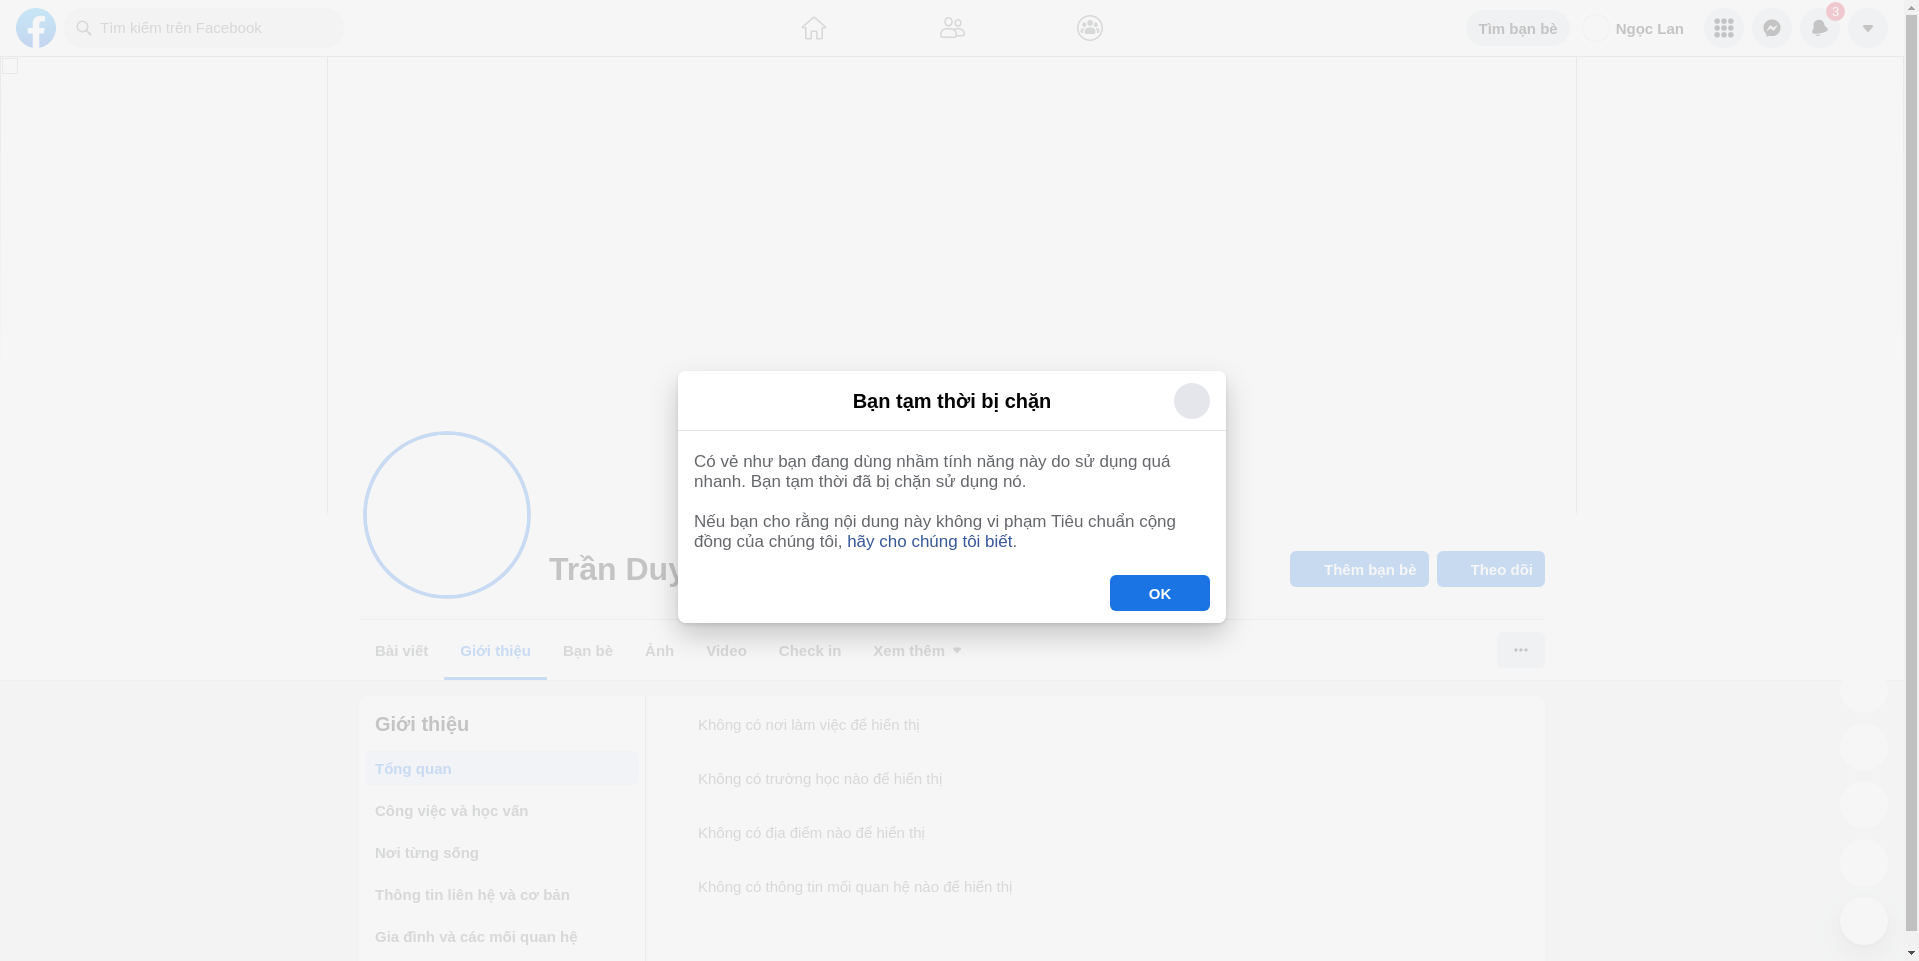 Tìm kiếm trên Facebook
Tìm bạn bè
Ngọc Lan
3
Bạn tạm thời bị chặn
Có vẻ như bạn đang dùng nhầm tính năng này do sử dụng quá
nhanh. Bạn tạm thời đã bị chặn sử dụng nó.
Nếu bạn cho rằng nội dung này không vi phạm Tiêu chuẩn cộng
đồng của chúng tôi, hãy cho chúng tôi biết.
OK
Trần Duy
Thêm bạn bè
Theo dõi
Bài viết Giới thiệu Bạn bè Ảnh Video Check in Xem thêm
Giới thiệu
Tổng quan
Công việc và học vấn
Nơi từng sống
Thông tin liên hệ và cơ bản
Gia đình và các mối quan hệ
Không có nơi làm việc để hiển thị
Không có trường học nào để hiển thị
Không có địa điểm nào để hiển thị
Không có thông tin mối quan hệ nào để hiển thị